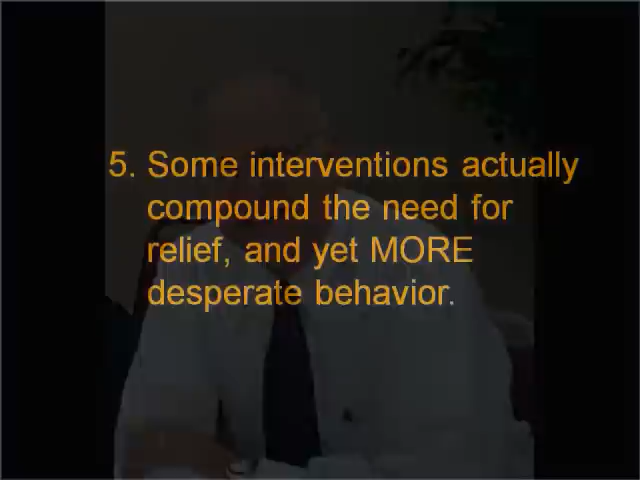 5. Some interventions actually
compound the need for
relief, and yet MORE
desperate behavior.